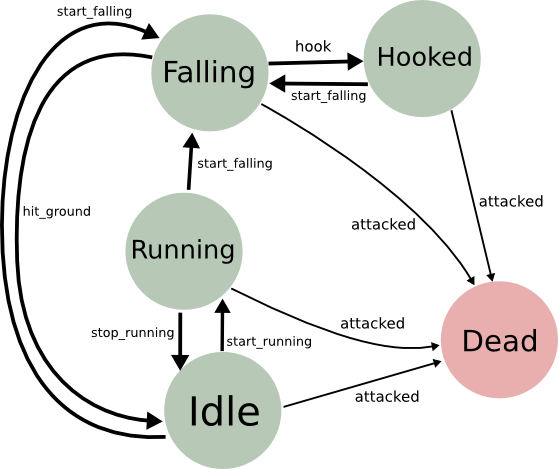 start_falling
hook
Falling
Hooked
start_falling
start_falling
attacked
hit_ground
attacked
Running
attacked
stop_running
start_running
Dead
attacked
Idle